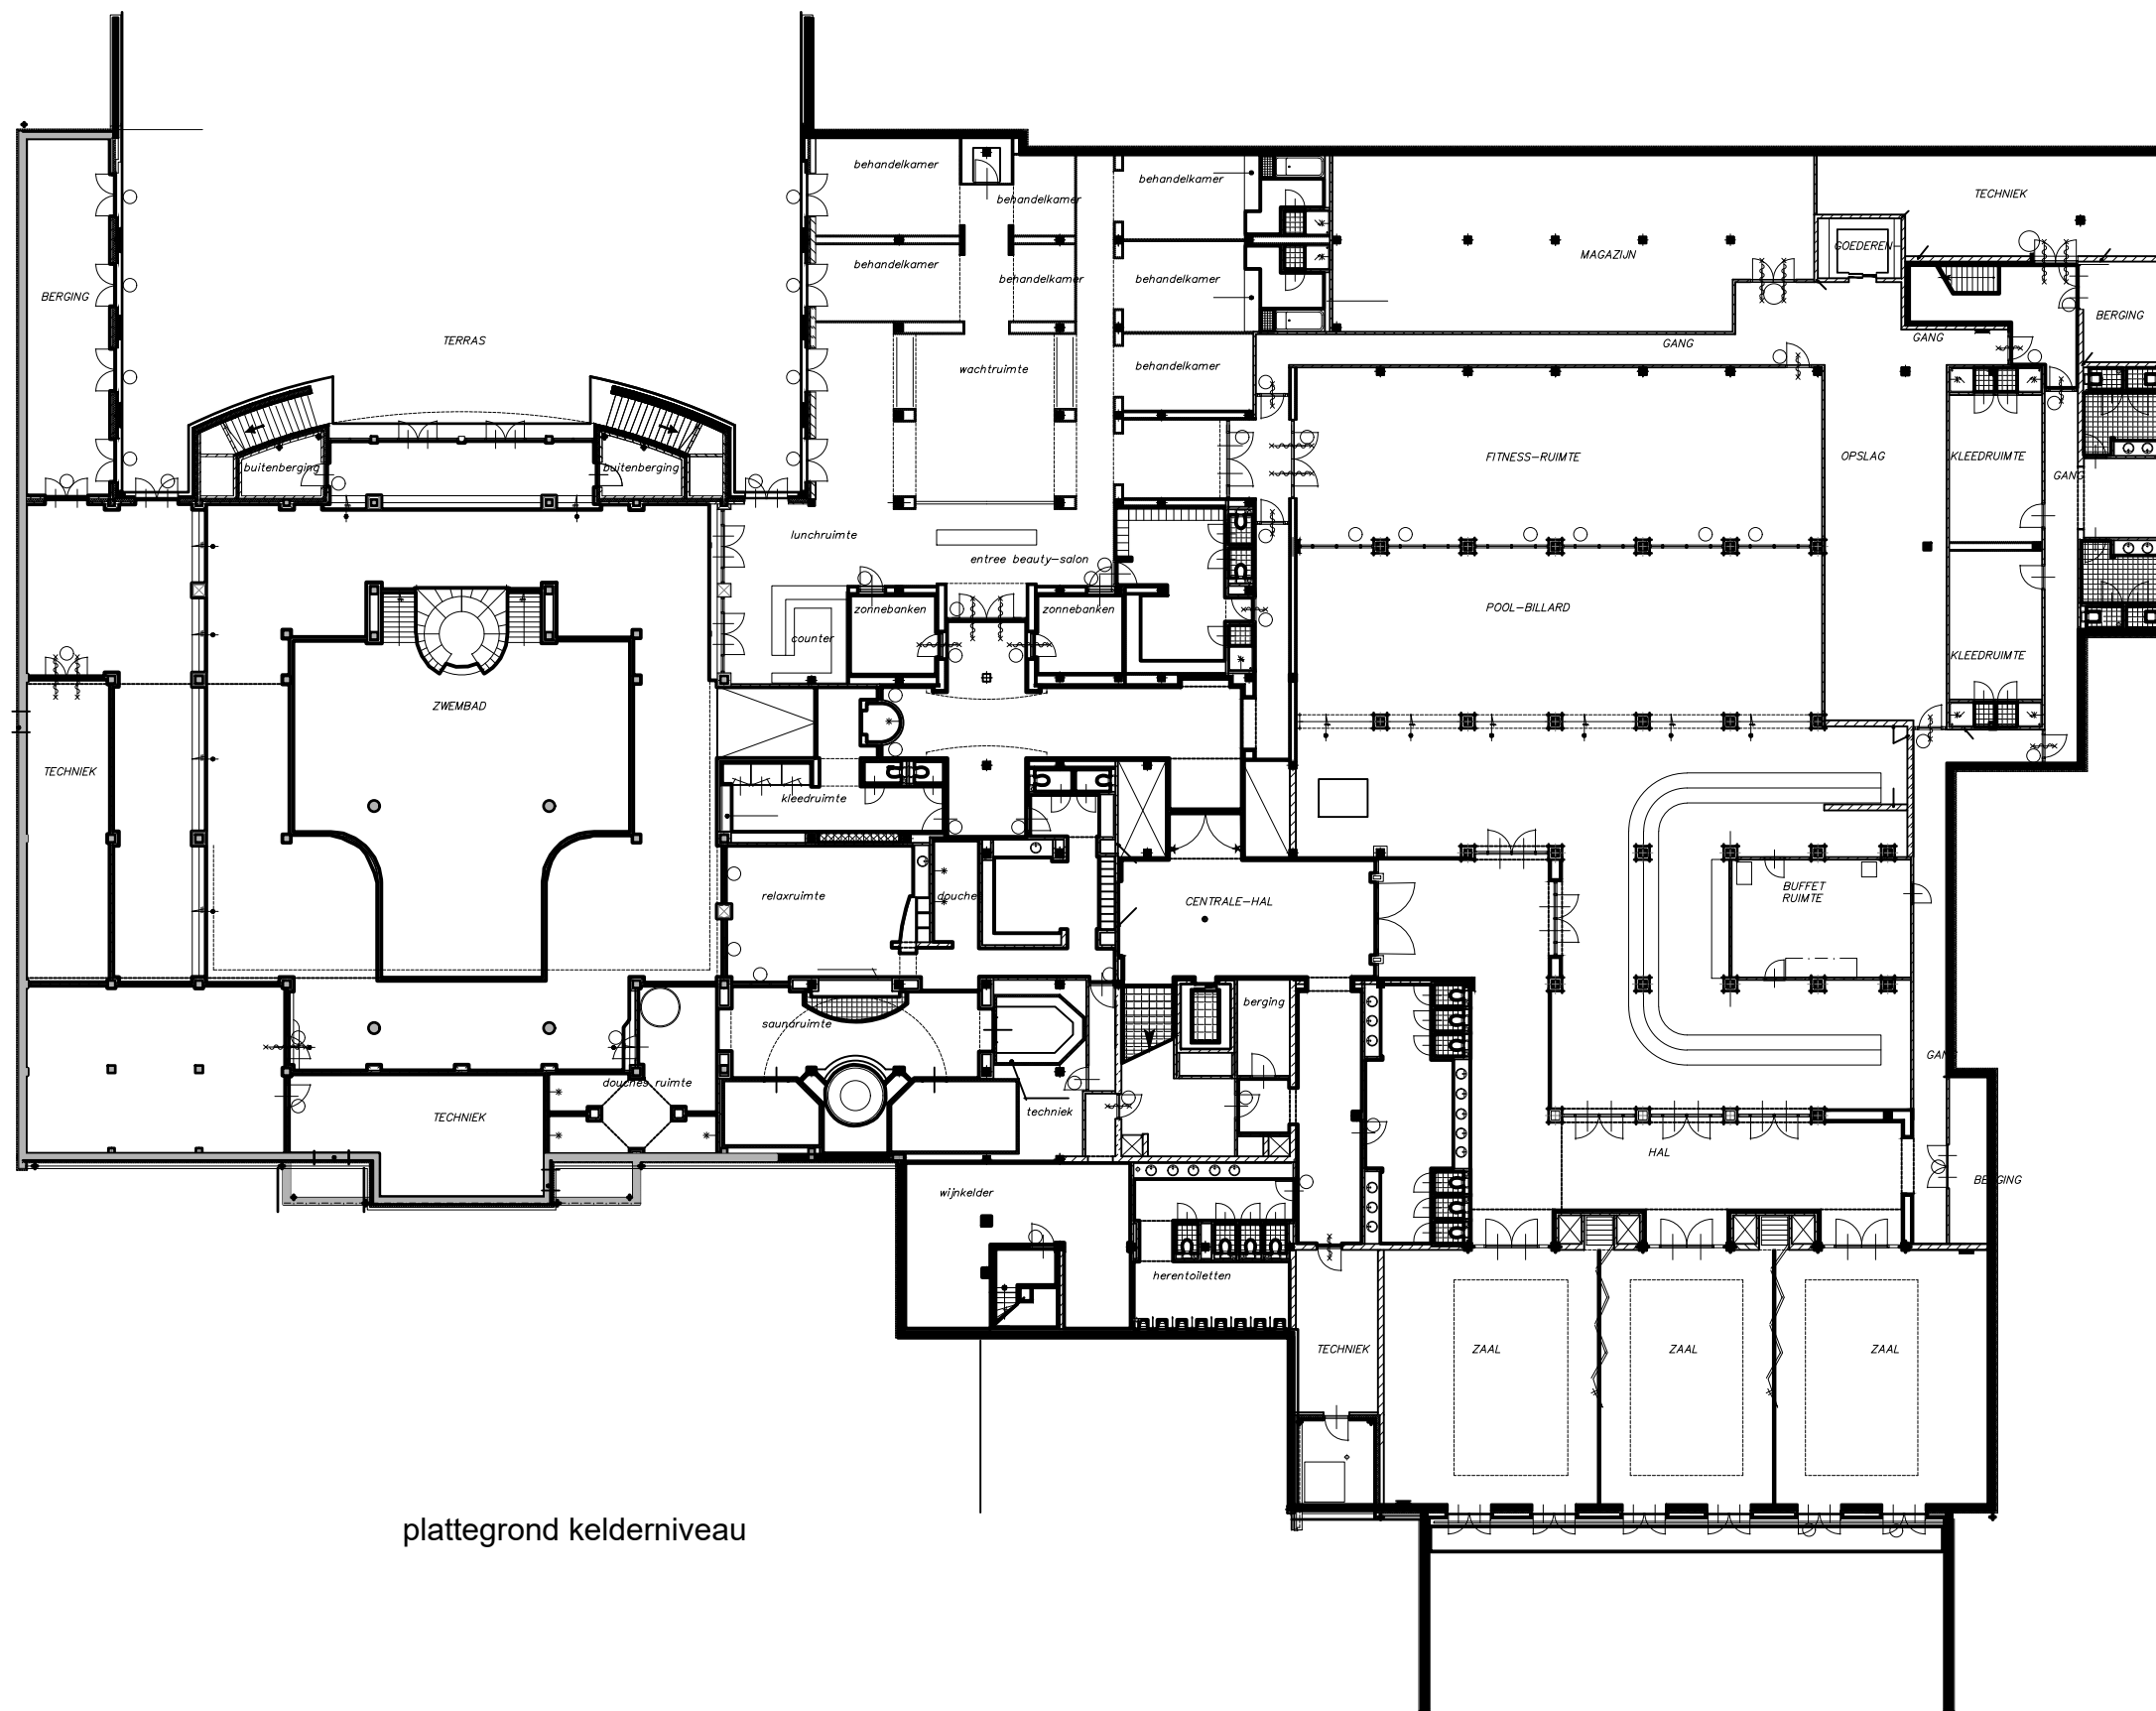 behandelkamer
behandelkamer
behandelkamer
TECHNIEK
GOEDEREN-
MAGAZIJN
behandelkamer
behandelkamer
behandelkamer
BERGING
BERGING
TERRAS
GANG
GANG
wachtruimte
behandelkamer
buitenberging
buitenberging
FITNESS-RUIMTE
OPSLAG
KLEEDRUIMTE
GANG
lunchruimte
entree beauty-salon
zonnebanken
zonnebanken
POOL-BILLARD
counter
KLEEDRUIMTE
ZWEMBAD
TECHNIEK
kleedruimte
relaxruimte
douche
CENTRALE-HAL
BUFFET
RUIMTE
berging
saunaruimte
GANG
douches ruimte
TECHNIEK
techniek
HAL
BERGING
wijnkelder
herentoiletten
TECHNIEK
ZAAL
ZAAL
ZAAL
plattegrond kelderniveau